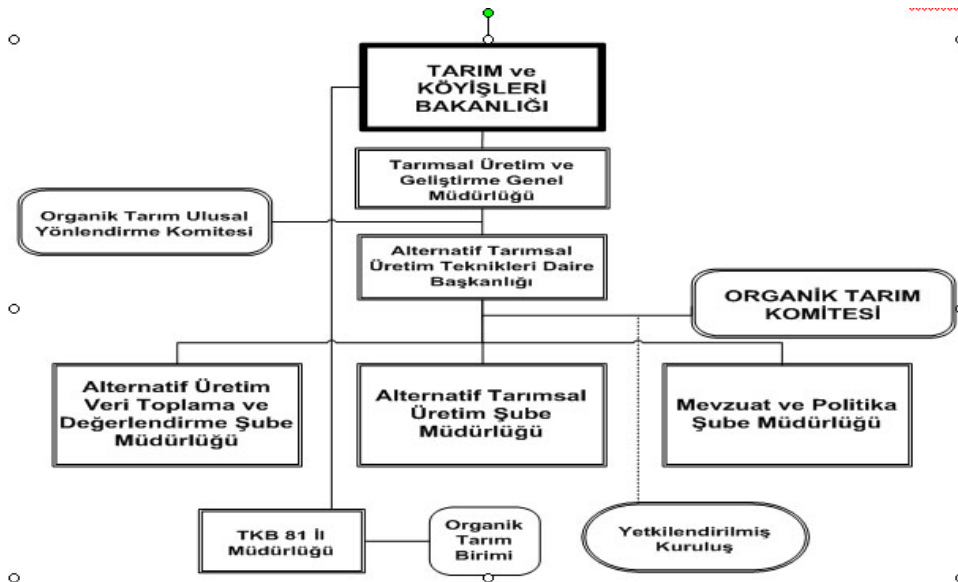 TARIM ve
KÖYİŞLERİ
BAKANLIĞI
Tarımsal Üretim ve
Geliştirme Genel
Müdürlüğü
Organik Tarım Ulusal
Yönlendirme Komitesi
Alternatif Tarımsal
Üretim Teknikleri Daire
Başkanlığı
ORGANİK TARIM
KOMİTESİ
Alternatif Üretim
Veri Toplama ve
Değerlendirme Şube
Müdürlüğü
Alternatif Tarımsal
Üretim Şube
Müdürlüğü
Mevzuat ve Politika
Şube Müdürlüğü
TKB 81 İl
Müdürlüğü
Organik
Tarım
Birimi
Yetkilendirilmiş
Kuruluş